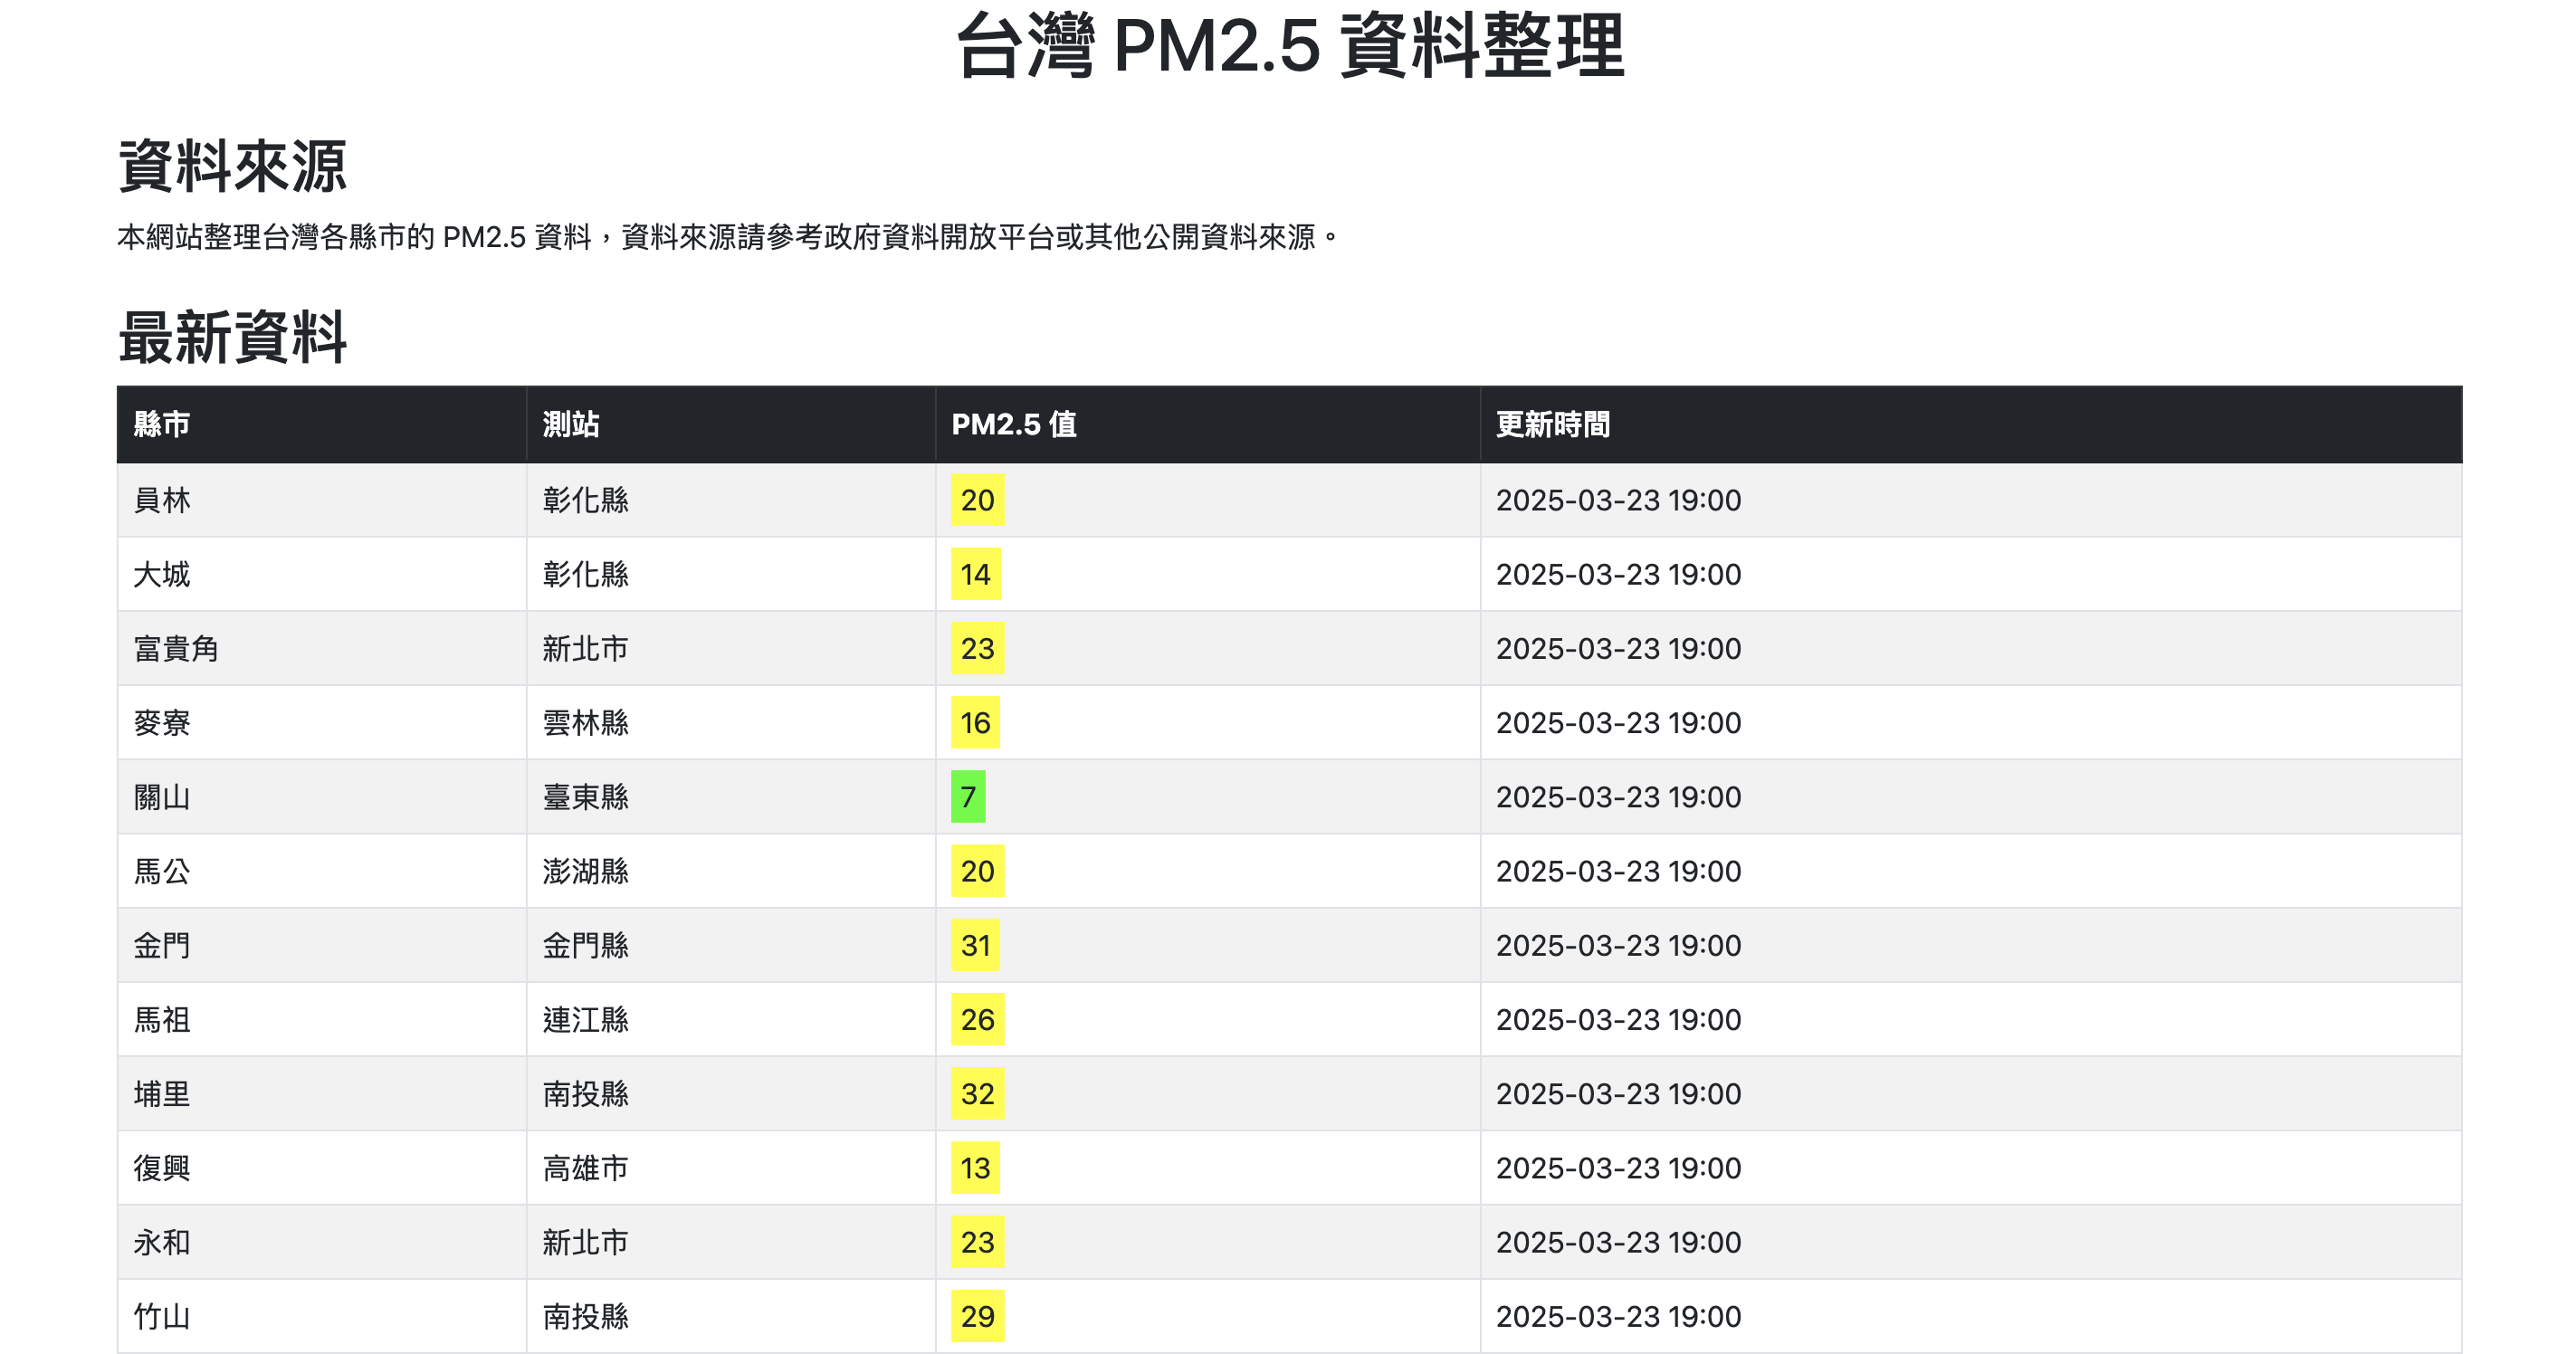 台灣 PM2.5 資料整理
資料來源
本網站整理台灣各縣市的 PM2.5 資料，資料來源請參考政府資料開放平台或其他公開資料來源。
最新資料
縣市 測站 PM2.5 值 更新時間
員林 彰化縣 20 2025-03-23 19:00
大城 彰化縣 14 2025-03-23 19:00
富貴角 新北市 23 2025-03-23 19:00
麥寮 雲林縣 16 2025-03-23 19:00
關山 臺東縣 7 2025-03-23 19:00
馬公 澎湖縣 20 2025-03-23 19:00
金門 金門縣 31 2025-03-23 19:00
馬祖 連江縣 26 2025-03-23 19:00
埔里 南投縣 32 2025-03-23 19:00
復興 高雄市 13 2025-03-23 19:00
永和 新北市 23 2025-03-23 19:00
竹山 南投縣 29 2025-03-23 19:00